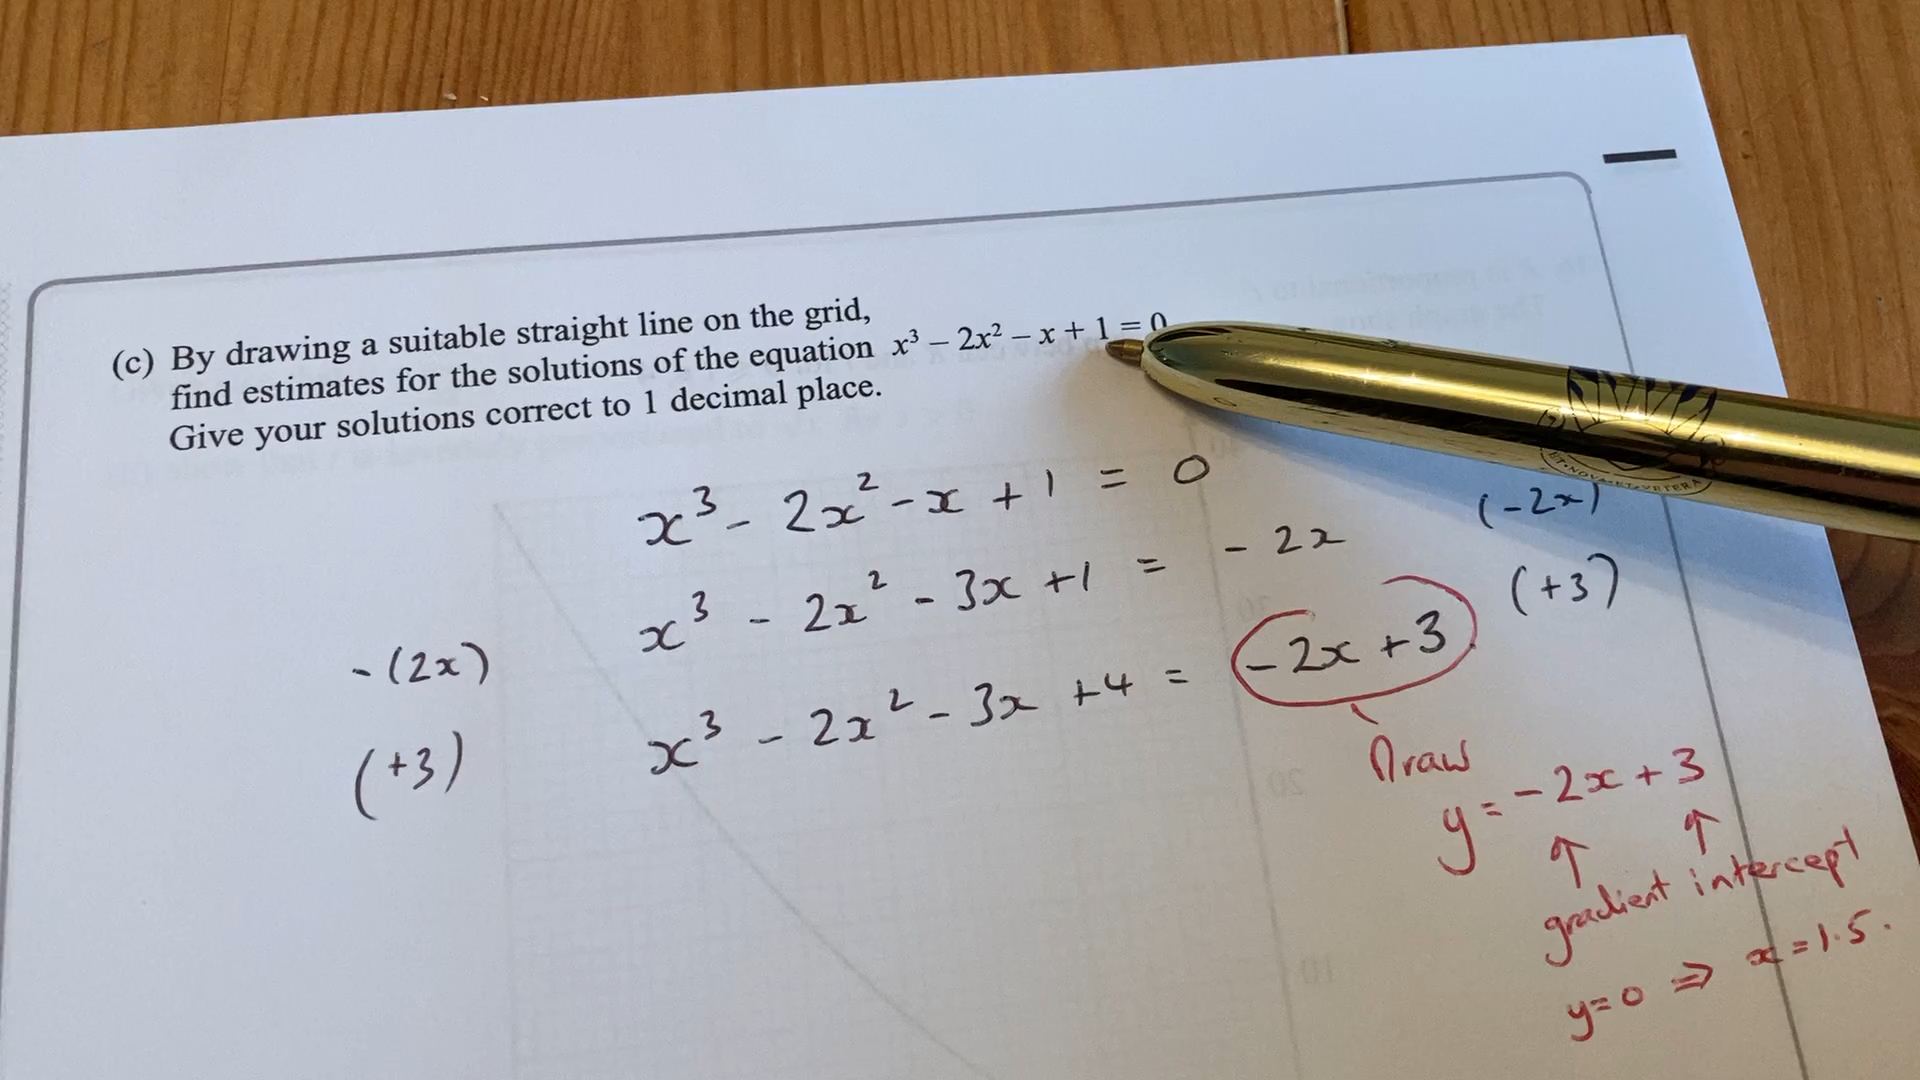 (c) By drawing a suitable straight line on the grid,
find estimates for the solutions of the equation x³ – 2x² – x + 1 = 0
Give your solutions correct to 1 decimal place.
x³ - 2x² - x + 1 = 0
(-2x)
x³ - 2x² - 3x +1 = - 2x
- (2x)
(+3)
x³ - 2x² - 3x +4 = -2x +3
(+3)
Draw
y = -2x + 3
↑ ↑
gradient intercept
y=0 ⇒ x = 1.5.